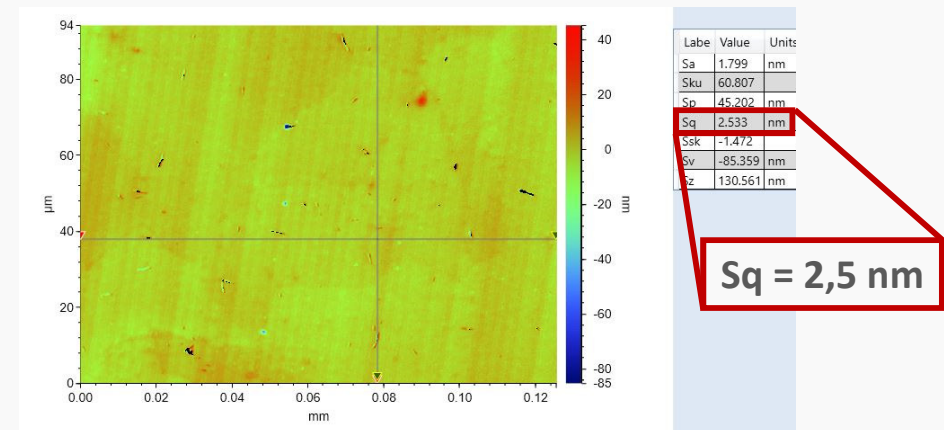 94
80
60
40
20
0
µm
0.00 0.02 0.04 0.06 0.08 0.10 0.12
mm
40
20
0
-20
-40
-60
-80
-85
nm
Labe Value Units
Sa 1.799 nm
Sku 60.807
Sp 45.202 nm
Sq 2.533 nm
Ssk -1.472
Sv -85.359 nm
Sz 130.561 nm
Sq = 2,5 nm